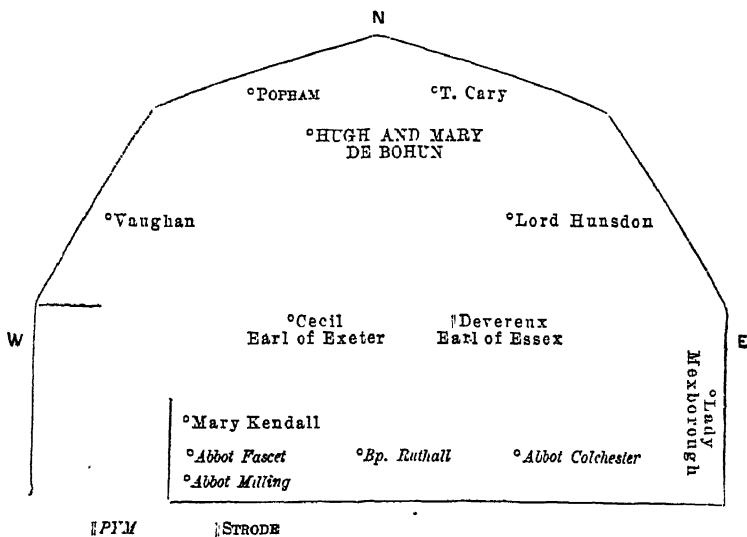 N
°POPHAM °T. Cary
°HUGH AND MARY
DE BOHUN
°Vaughan °Lord Hunsdon
W
°Cecil
Earl of Exeter
‖Devereux
Earl of Essex
E
°Lady
Mexborough
°Mary Kendall
°Abbot Fascet °Bp. Ruthall °Abbot Colchester
°Abbot Milling
‖PYM ‖STRODE